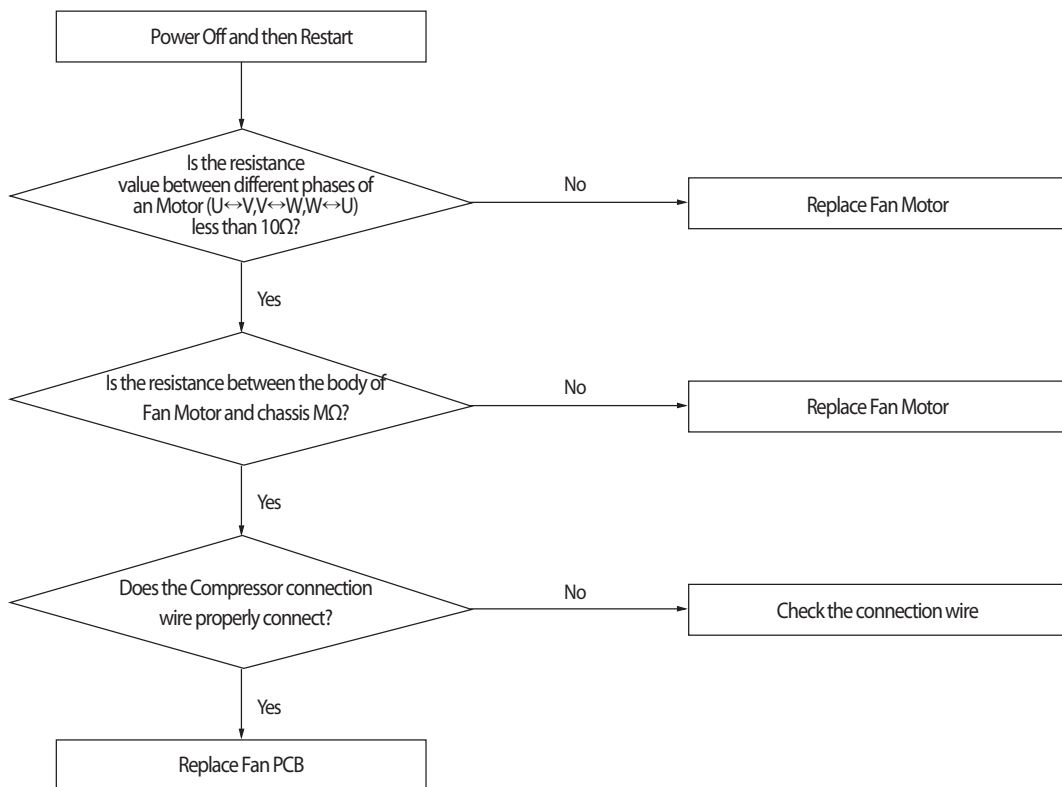 Power Off and then Restart
Is the resistance
value between different phases of
an Motor (U↔V,V↔W,W↔U)
less than 10Ω?
No
Replace Fan Motor
Yes
Is the resistance between the body of
Fan Motor and chassis MΩ?
No
Replace Fan Motor
Yes
Does the Compressor connection
wire properly connect?
No
Check the connection wire
Yes
Replace Fan PCB